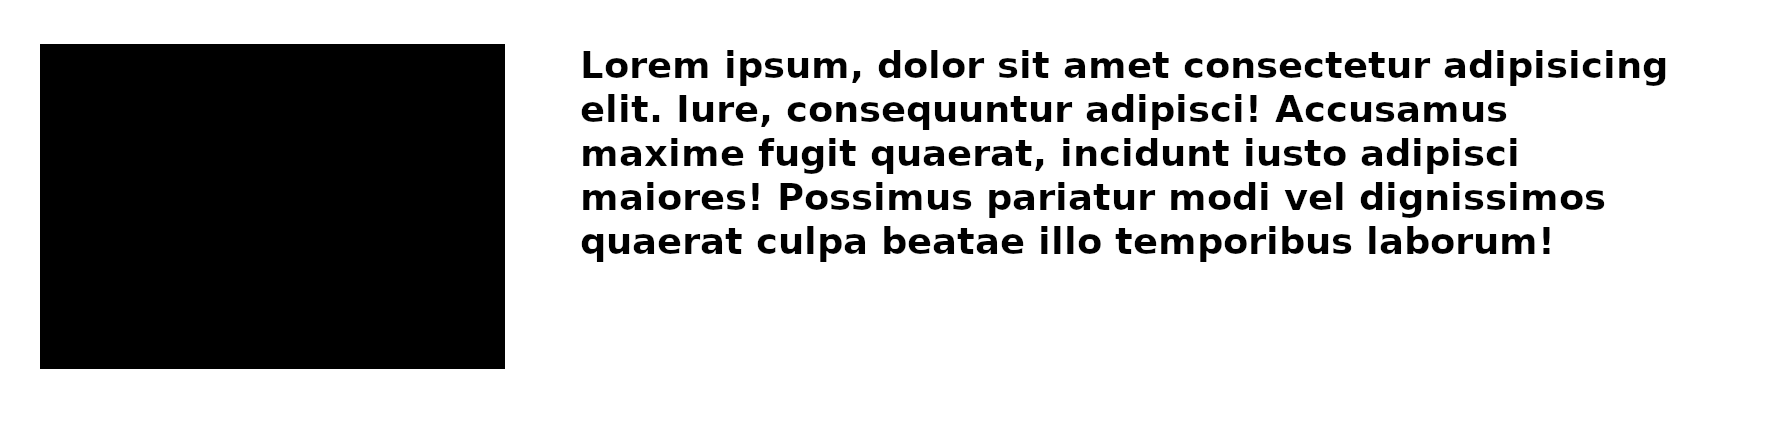 Lorem ipsum, dolor sit amet consectetur adipisicing
elit. Iure, consequuntur adipisci! Accusamus
maxime fugit quaerat, incidunt iusto adipisci
maiores! Possimus pariatur modi vel dignissimos
quaerat culpa beatae illo temporibus laborum!